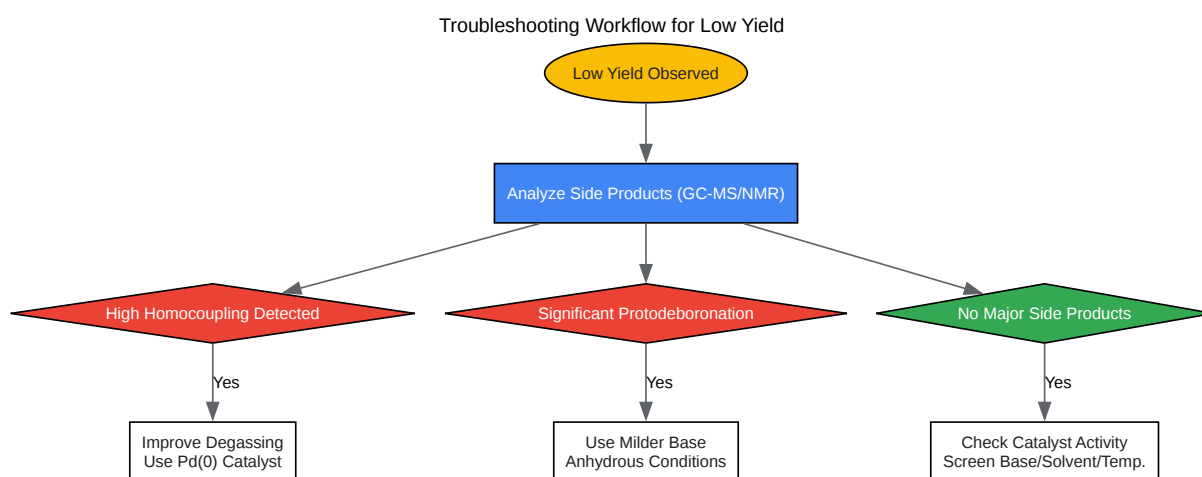 Troubleshooting Workflow for Low Yield
Low Yield Observed
Analyze Side Products (GC-MS/NMR)
High Homocoupling Detected
Significant Protodeboronation
No Major Side Products
Yes
Yes
Yes
Improve Degassing
Use Pd(0) Catalyst
Use Milder Base
Anhydrous Conditions
Check Catalyst Activity
Screen Base/Solvent/Temp.